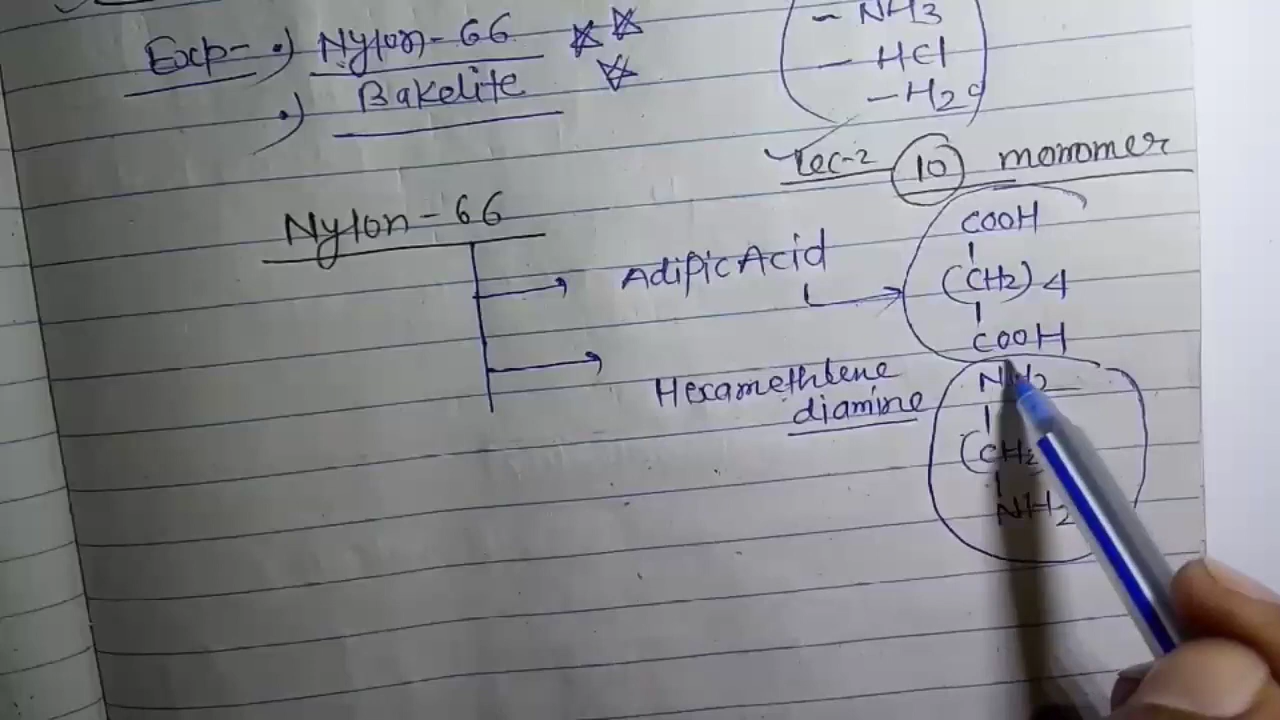 Exp- •) Nylon-66
•) Bakelite
- NH3
- HCl
- H2O
Lec-2 10 monomer
Nylon-66
Adipic Acid
COOH
(CH2)4
COOH
Hexamethlene
diamine
NH2
(CH2
NH2